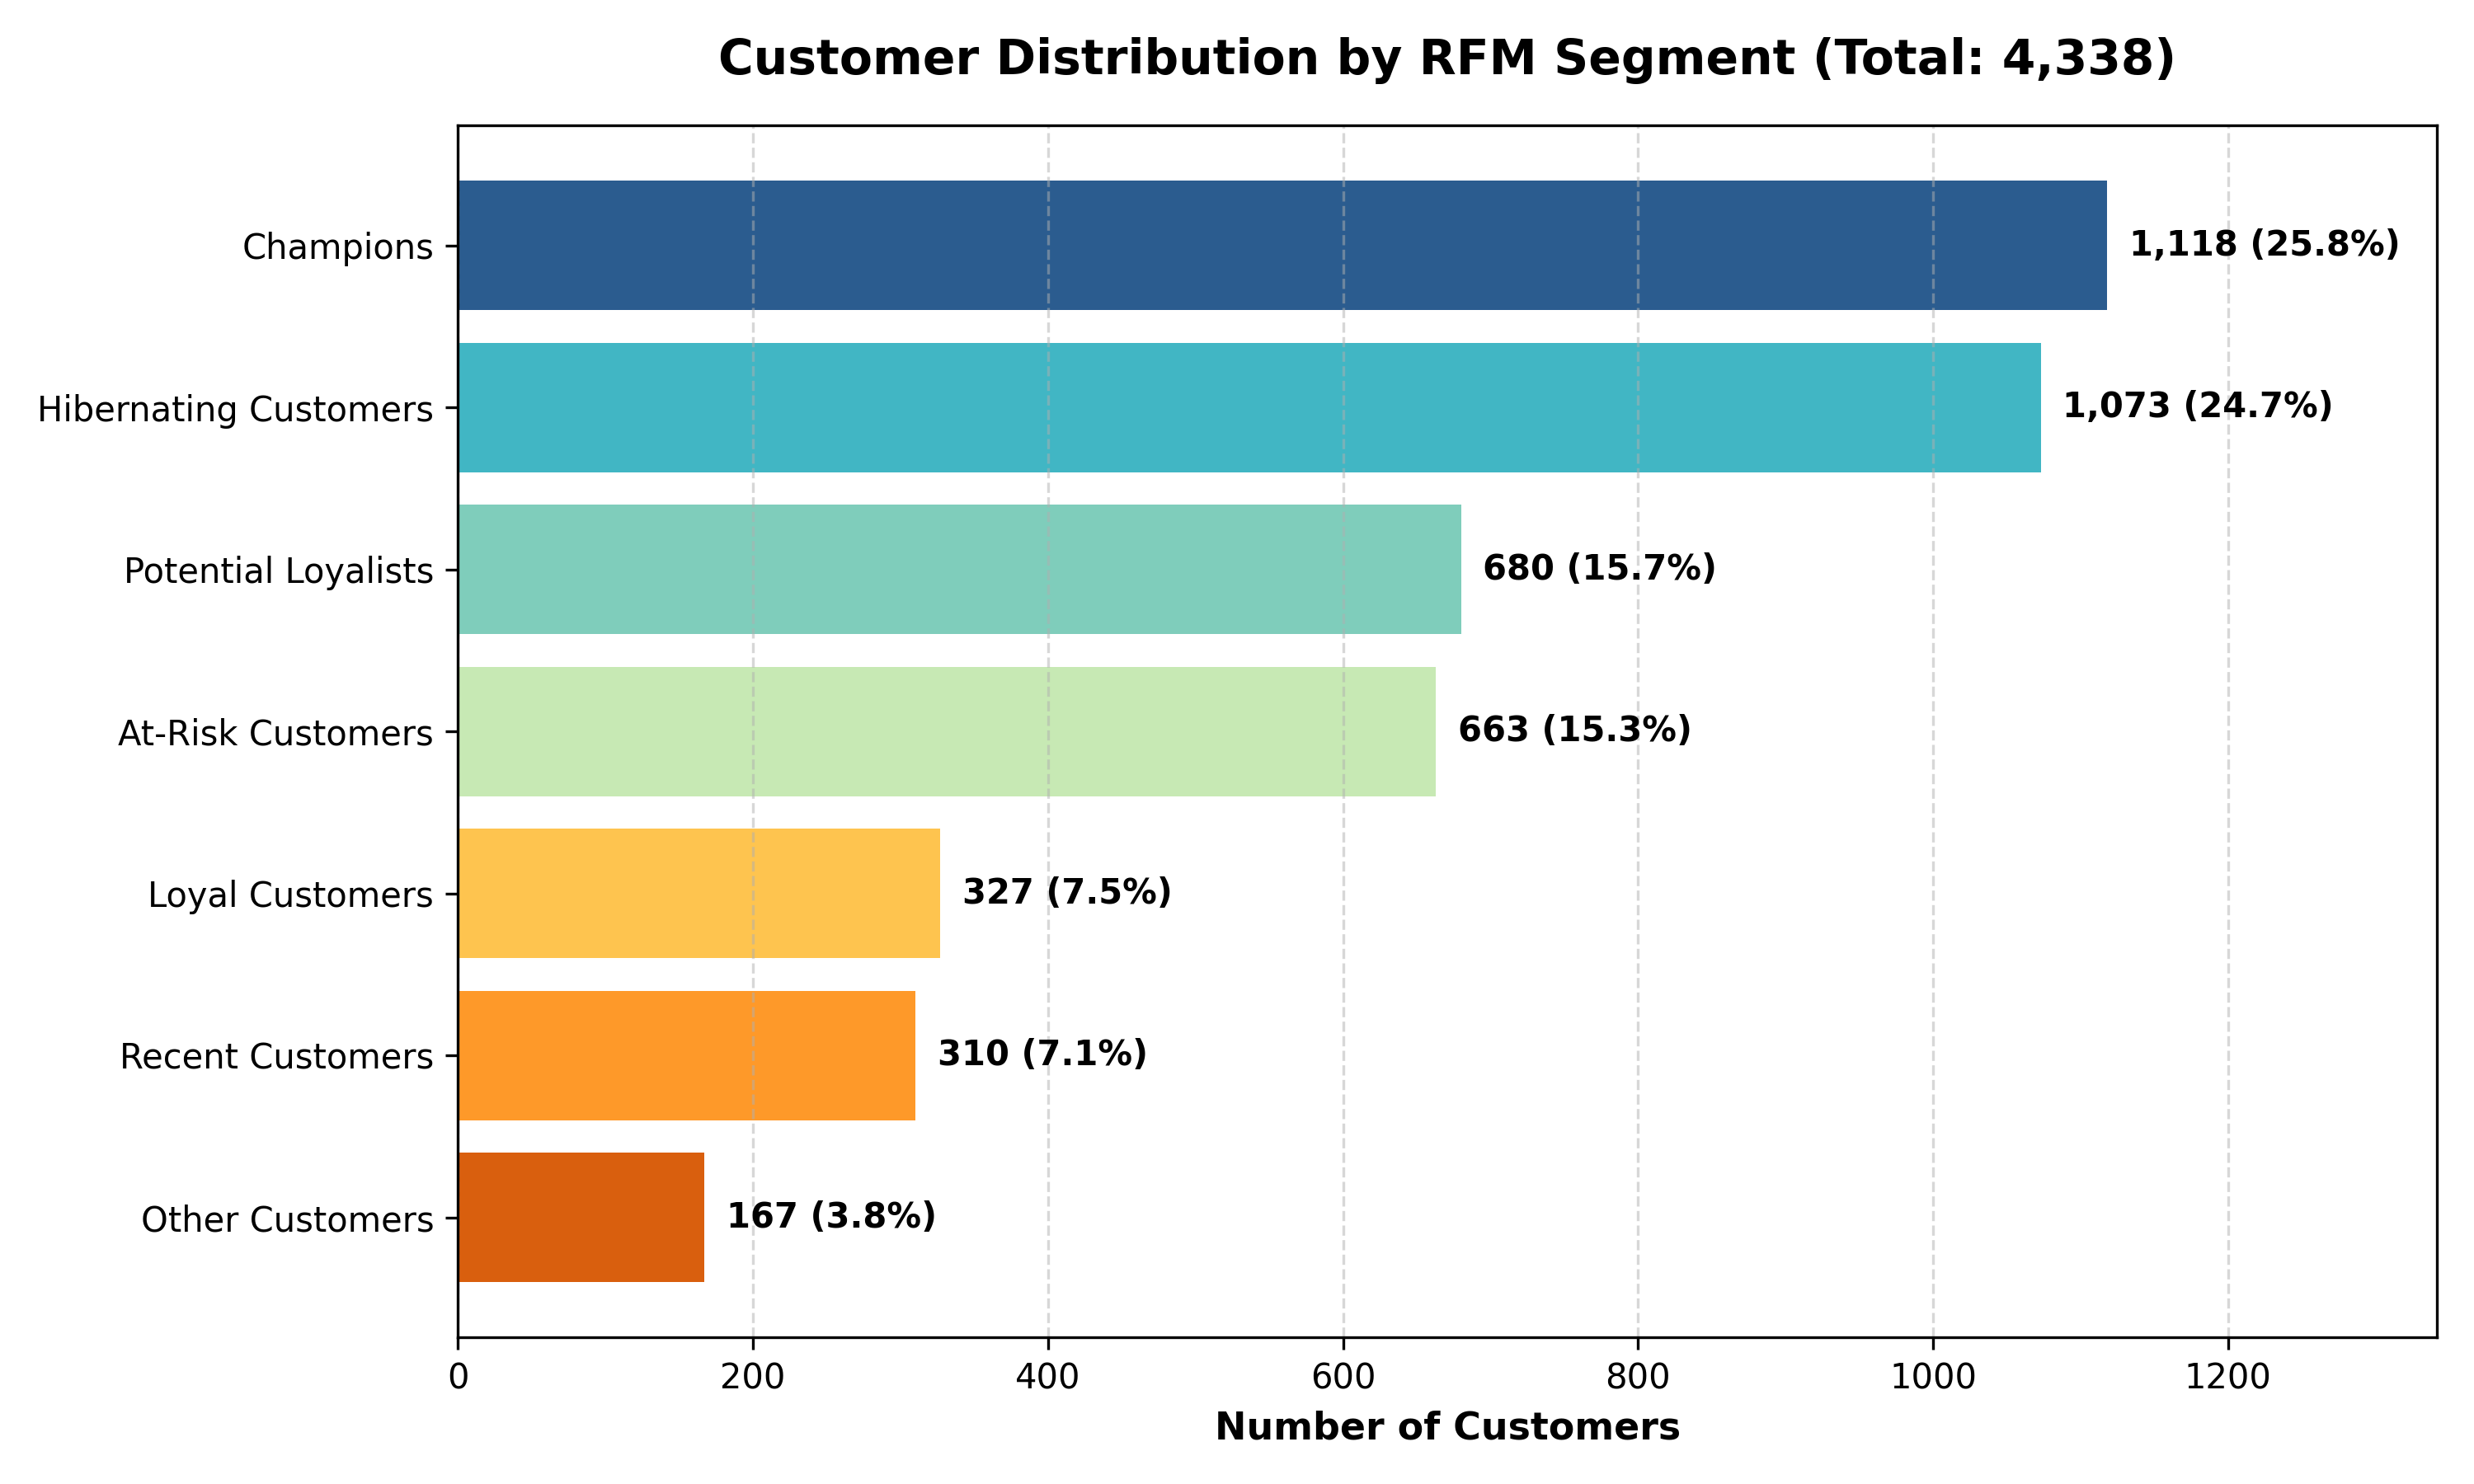 Customer Distribution by RFM Segment (Total: 4,338)
Champions 1,118 (25.8%)
Hibernating Customers 1,073 (24.7%)
Potential Loyalists 680 (15.7%)
At-Risk Customers 663 (15.3%)
Loyal Customers 327 (7.5%)
Recent Customers 310 (7.1%)
Other Customers 167 (3.8%)
0 200 400 600 800 1000 1200
Number of Customers